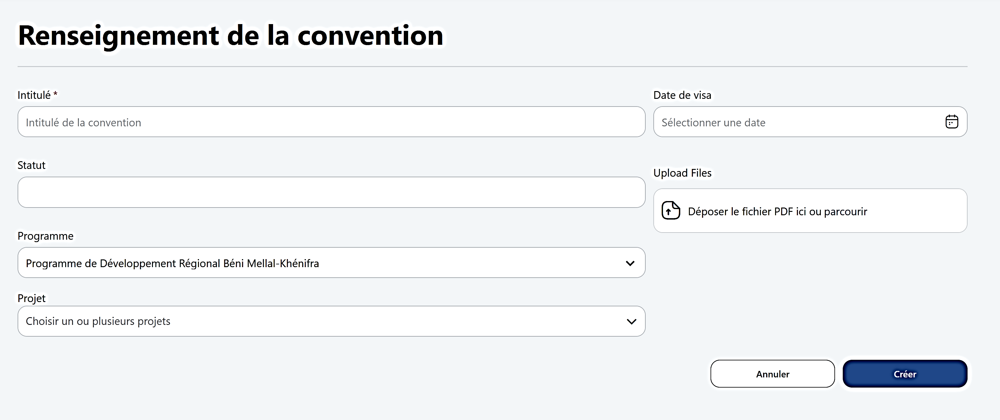 Renseignement de la convention
Intitulé *
Intitulé de la convention
Date de visa
Sélectionner une date
Statut
Upload Files
Déposer le fichier PDF ici ou parcourir
Programme
Programme de Développement Régional Béni Mellal-Khénifra
Projet
Choisir un ou plusieurs projets
Annuler
Créer